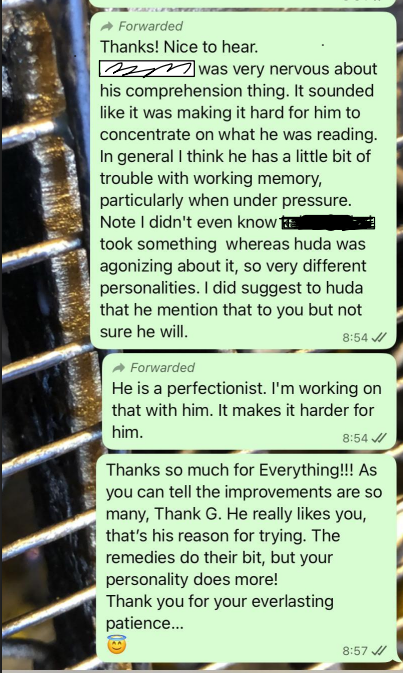 Forwarded
Thanks! Nice to hear.
was very nervous about
his comprehension thing. It sounded
like it was making it hard for him to
concentrate on what he was reading.
In general I think he has a little bit of
trouble with working memory,
particularly when under pressure.
Note I didn't even know
took something whereas huda was
agonizing about it, so very different
personalities. I did suggest to huda
that he mention that to you but not
sure he will.
8:54
Forwarded
He is a perfectionist. I'm working on
that with him. It makes it harder for
him.
8:54
Thanks so much for Everything!!! As
you can tell the improvements are so
many, Thank G. He really likes you,
that's his reason for trying. The
remedies do their bit, but your
personality does more!
Thank you for your everlasting
patience...
😇
8:57